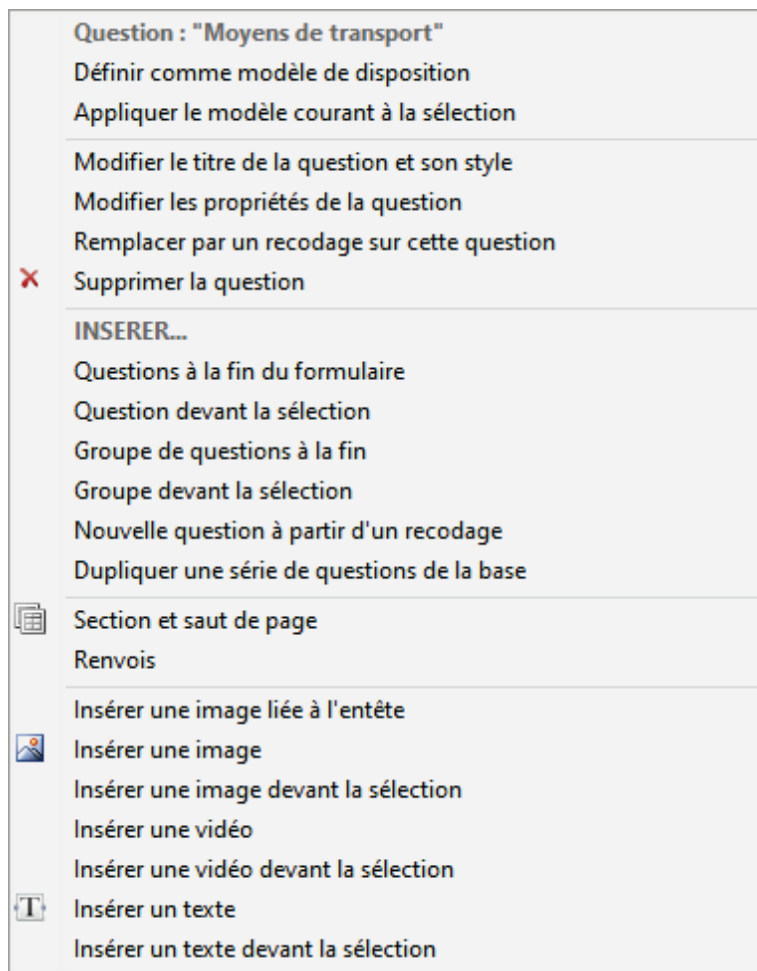 Question : "Moyens de transport"
Définir comme modèle de disposition
Appliquer le modèle courant à la sélection
Modifier le titre de la question et son style
Modifier les propriétés de la question
Remplacer par un recodage sur cette question
Supprimer la question
INSERER...
Questions à la fin du formulaire
Question devant la sélection
Groupe de questions à la fin
Groupe devant la sélection
Nouvelle question à partir d'un recodage
Dupliquer une série de questions de la base
Section et saut de page
Renvois
Insérer une image liée à l'entête
Insérer une image
Insérer une image devant la sélection
Insérer une vidéo
Insérer une vidéo devant la sélection
Insérer un texte
Insérer un texte devant la sélection